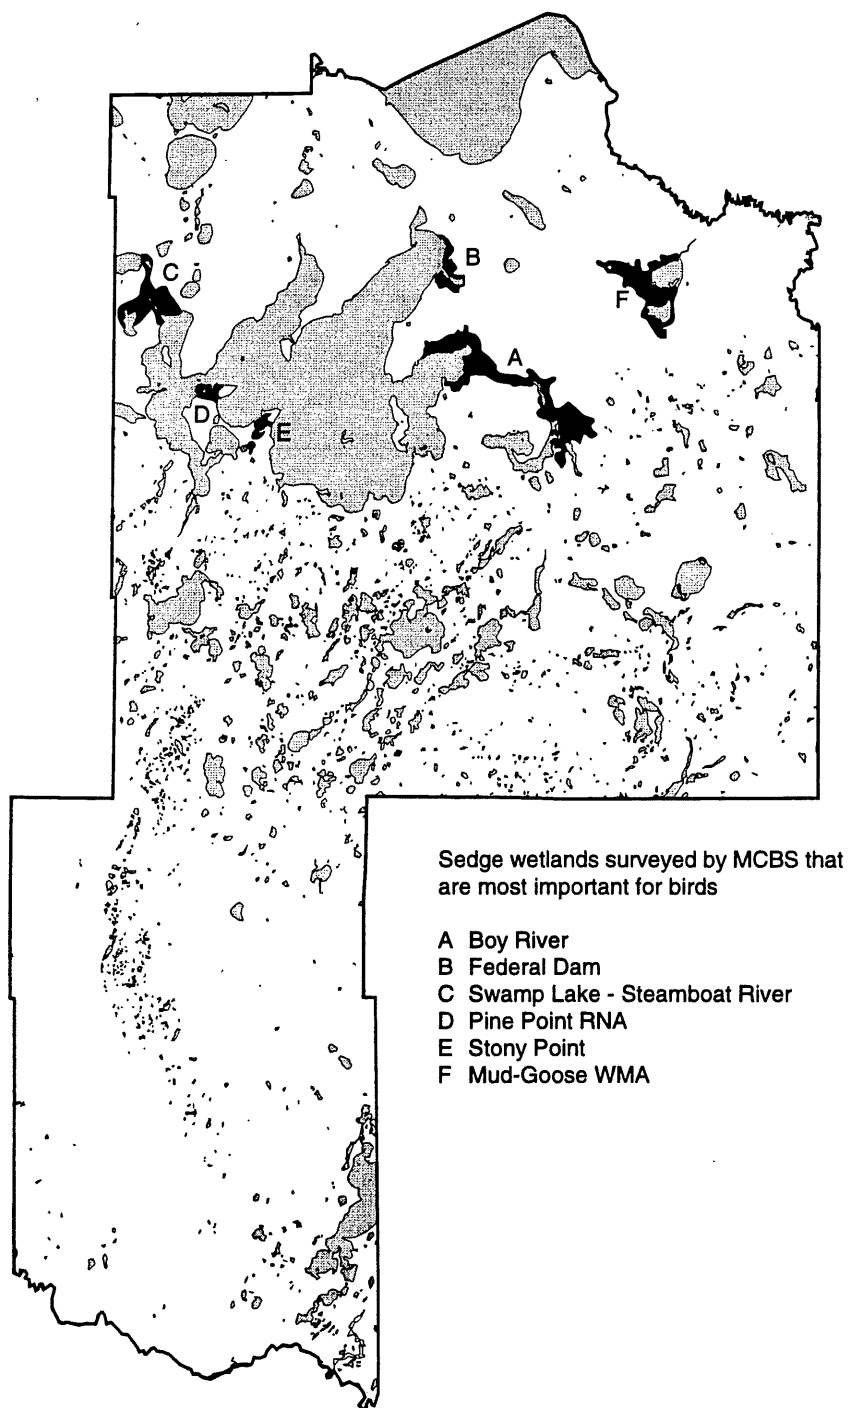 B
C
F
A
D
E
Sedge wetlands surveyed by MCBS that
are most important for birds
A Boy River
B Federal Dam
C Swamp Lake - Steamboat River
D Pine Point RNA
E Stony Point
F Mud-Goose WMA